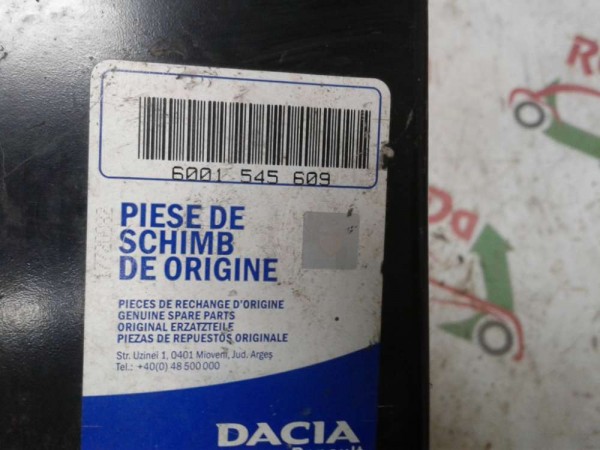 6001 545 609
PIESE DE
SCHIMB
DE ORIGINE
PIECES DE RECHANGE D'ORIGINE
GENUINE SPARE PARTS
ORIGINAL ERZATZTEILE
PIEZAS DE REPUESTOS ORIGINALE
Str. Uzinei 1, 0401 Mioveni, Jud. Argeș
Tel.: +40(0) 48 500 000
DACIA